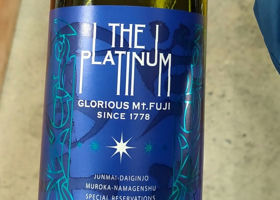 THE
PLATINUM
GLORIOUS Mt.FUJI
SINCE 1778
JUNMAI-DAIGINJO
MUROKA-NAMAGENSHU
SPECIAL RESERVATIONS